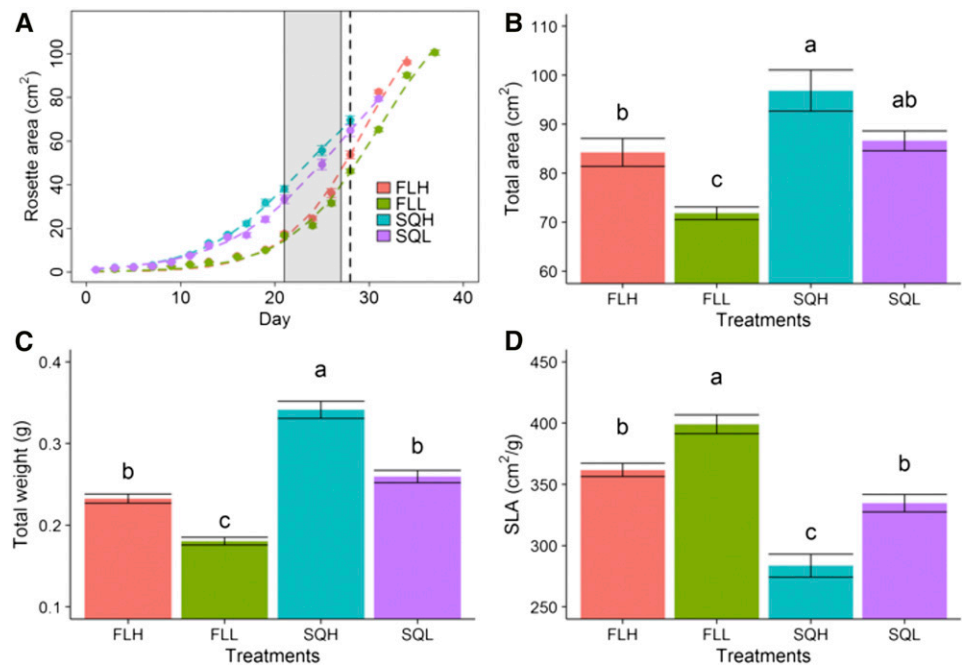 A
Rosette area (cm²)
100
80
60
40
20
0
FLH
FLL
SQH
SQL
0 10 20 30 40
Day
B
Total area (cm²)
100
90
80
70
60
b
c
a
ab
FLH FLL SQH SQL
Treatments
C
Total weight (g)
0.4
0.3
0.2
0.1
b
c
a
b
FLH FLL SQH SQL
Treatments
D
SLA (cm²/g)
450
400
350
300
250
b
a
c
b
FLH FLL SQH SQL
Treatments